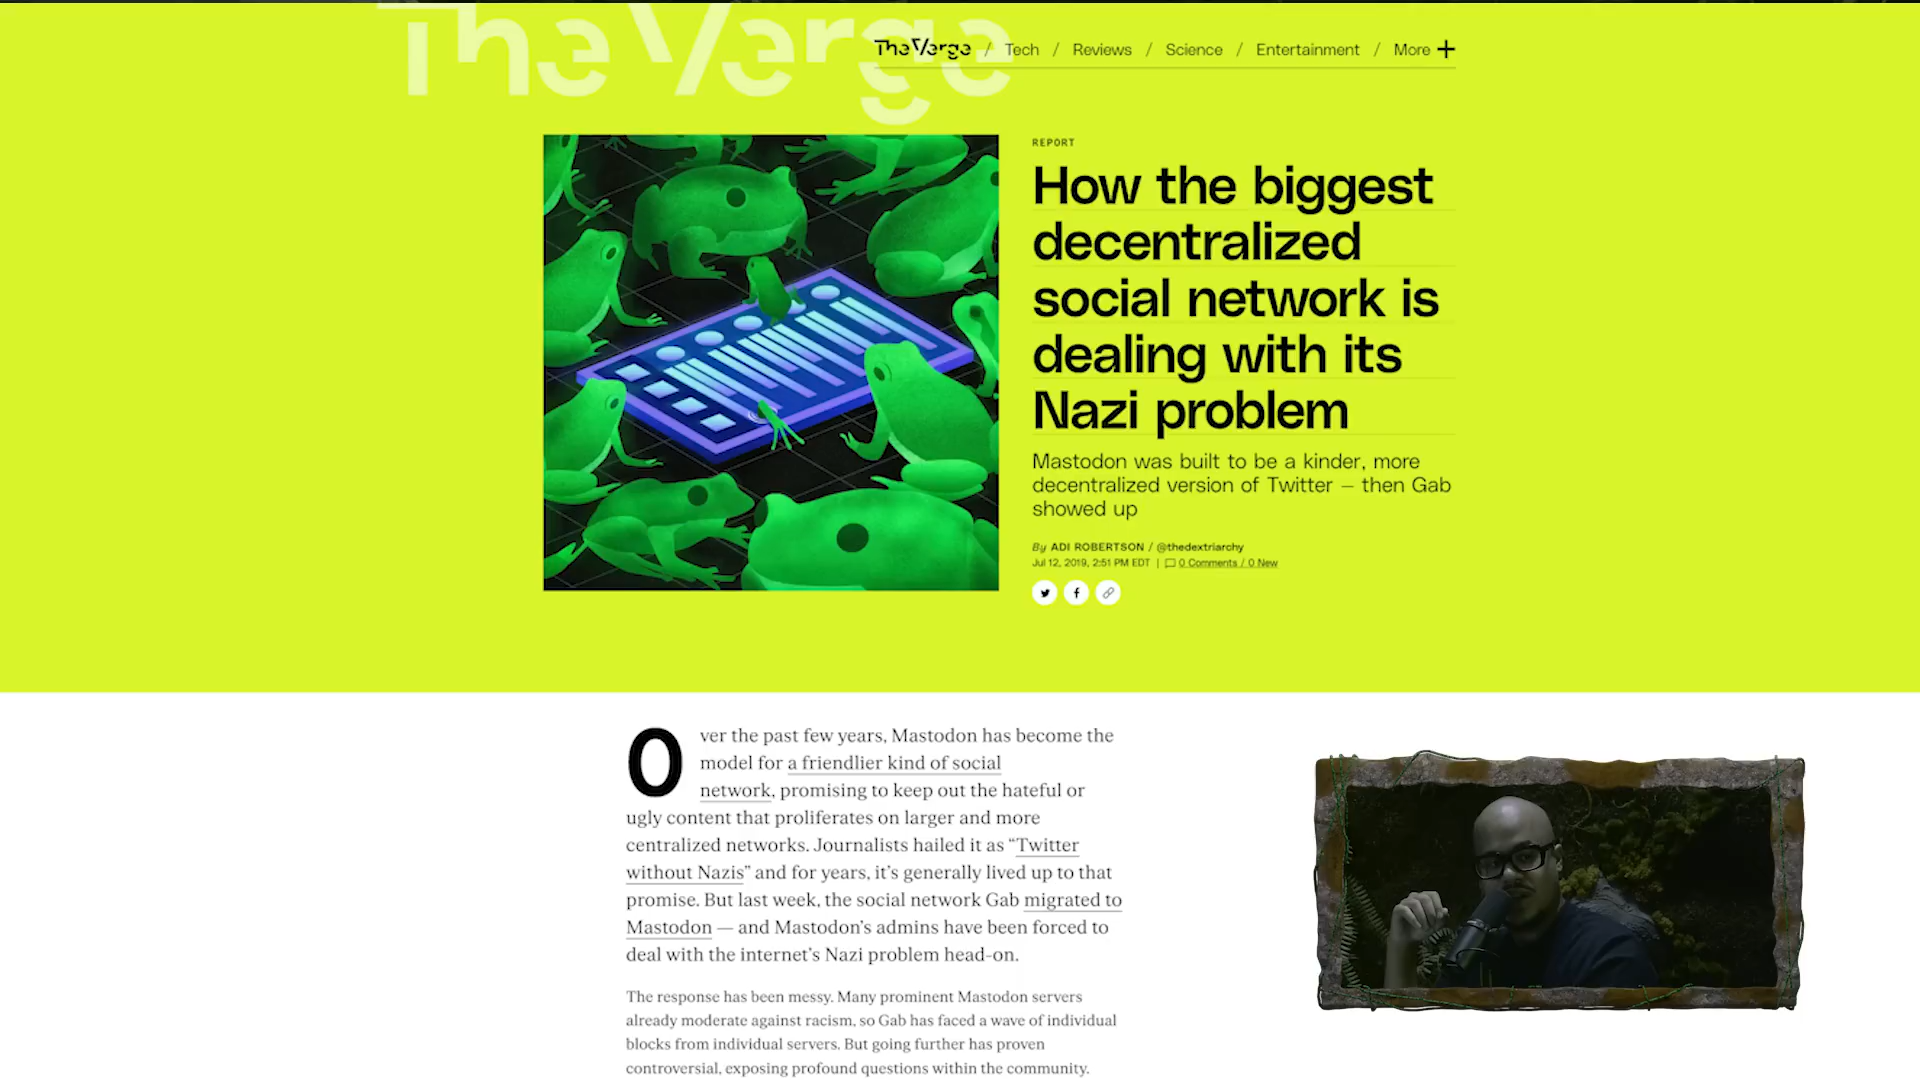 The Verge
The Verge / Tech / Reviews / Science / Entertainment / More +
REPORT
How the biggest
decentralized
social network is
dealing with its
Nazi problem
Mastodon was built to be a kinder, more
decentralized version of Twitter — then Gab
showed up
By ADI ROBERTSON / @thedextriarchy
Jul 12, 2019, 2:51 PM EDT | 0 Comments / 0 New
Over the past few years, Mastodon has become the
model for a friendlier kind of social
network, promising to keep out the hateful or
ugly content that proliferates on larger and more
centralized networks. Journalists hailed it as “Twitter
without Nazis” and for years, it’s generally lived up to that
promise. But last week, the social network Gab migrated to
Mastodon — and Mastodon’s admins have been forced to
deal with the internet’s Nazi problem head-on.
The response has been messy. Many prominent Mastodon servers
already moderate against racism, so Gab has faced a wave of individual
blocks from individual servers. But going further has proven
controversial, exposing profound questions within the community.